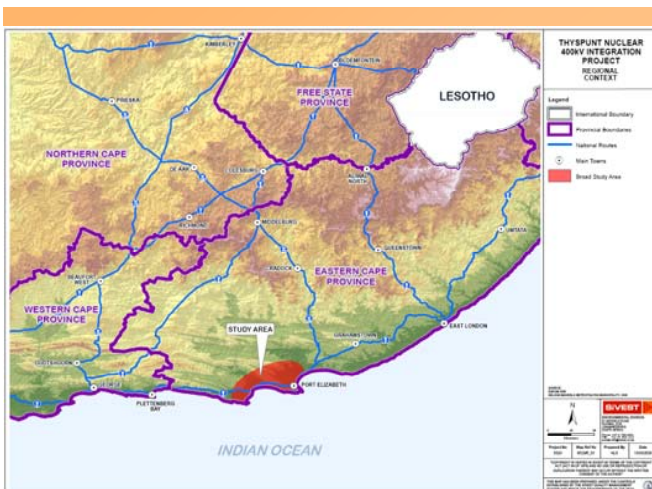 THYSPUNT NUCLEAR
400kV INTEGRATION
PROJECT
REGIONAL
CONTEXT
Legend
International Boundary
Provincial Boundaries
National Routes
Main Towns
Broad Study Area
KIMBERLEY
BLOEMFONTEIN
FREE STATE
PROVINCE
LESOTHO
PRIESKA
NORTHERN CAPE
PROVINCE
DE AAR
COLESBURG
ALIWAL
NORTH
RICHMOND
MIDDELBURG
UMTATA
QUEENSTOWN
BEAUFORT
WEST
CRADOCK
EASTERN CAPE
PROVINCE
WESTERN CAPE
PROVINCE
STUDY AREA
GRAHAMSTOWN
EAST LONDON
OUDTSHOORN
GEORGE
PLETTENBERG
BAY
PORT ELIZABETH
INDIAN OCEAN
N
SiVEST